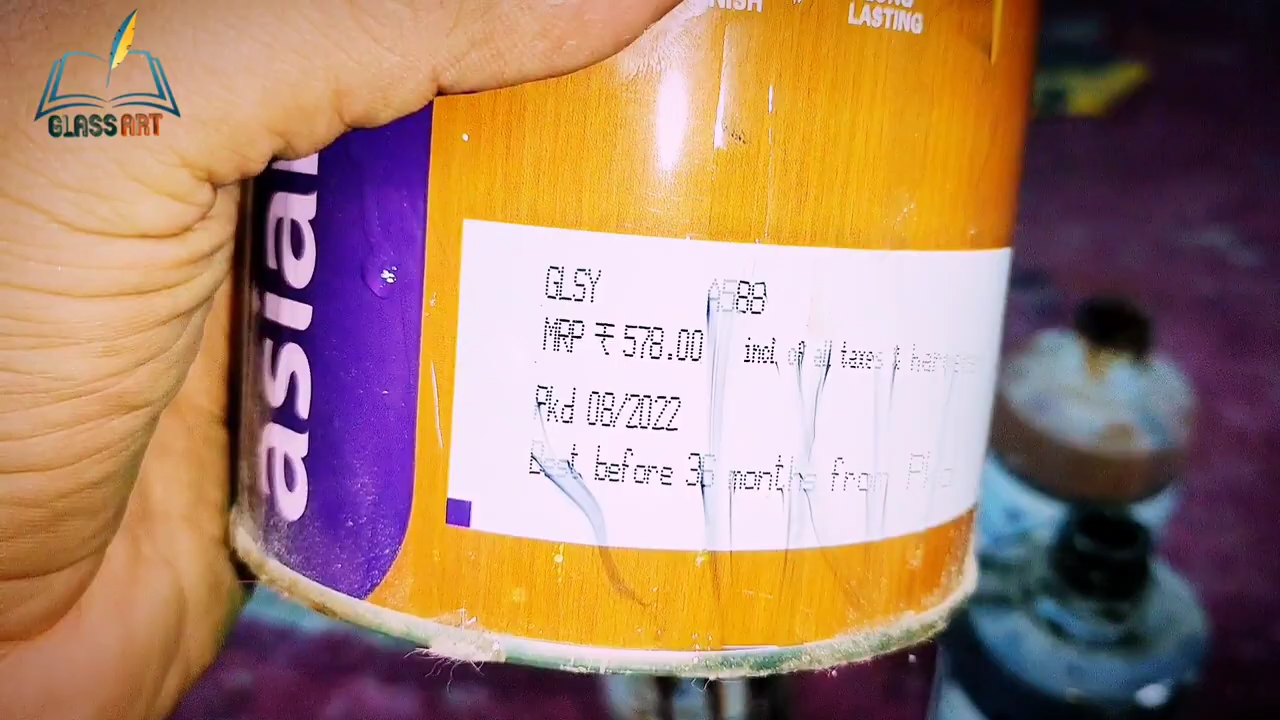 GLASS ART
LASTING
asian
GLSY A588
MRP ₹ 578.00 incl, of all taxes &
Pkd 08/2022
Best before 36 months from